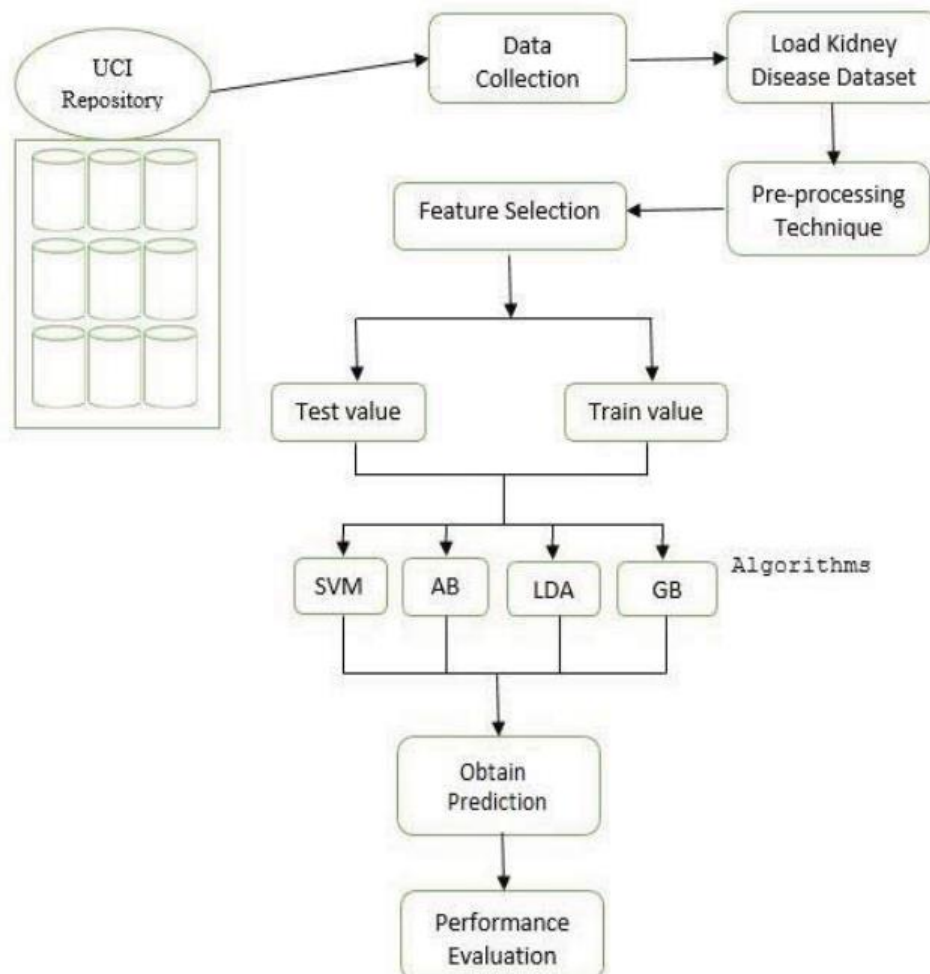 UCI
Repository
Data
Collection
Load Kidney
Disease Dataset
Pre-processing
Technique
Feature Selection
Test value
Train value
SVM
AB
LDA
GB
Algorithms
Obtain
Prediction
Performance
Evaluation